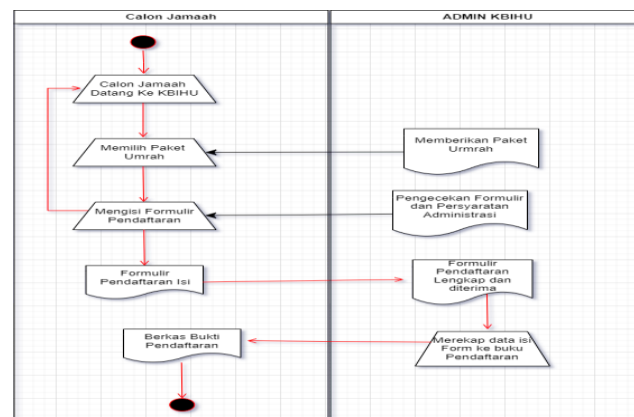 Calon Jamaah
ADMIN KBIHU
Calon Jamaah
Datang Ke KBIHU
Memilih Paket
Umrah
Memberikan Paket
Urmrah
Mengisi Formulir
Pendaftaran
Pengecekan Formulir
dan Persyaratan
Administrasi
Formulir
Pendaftaran Isi
Formulir
Pendaftaran
Lengkap dan
diterima
Berkas Bukti
Pendaftaran
Merekap data isi
Form ke buku
Pendaftaran